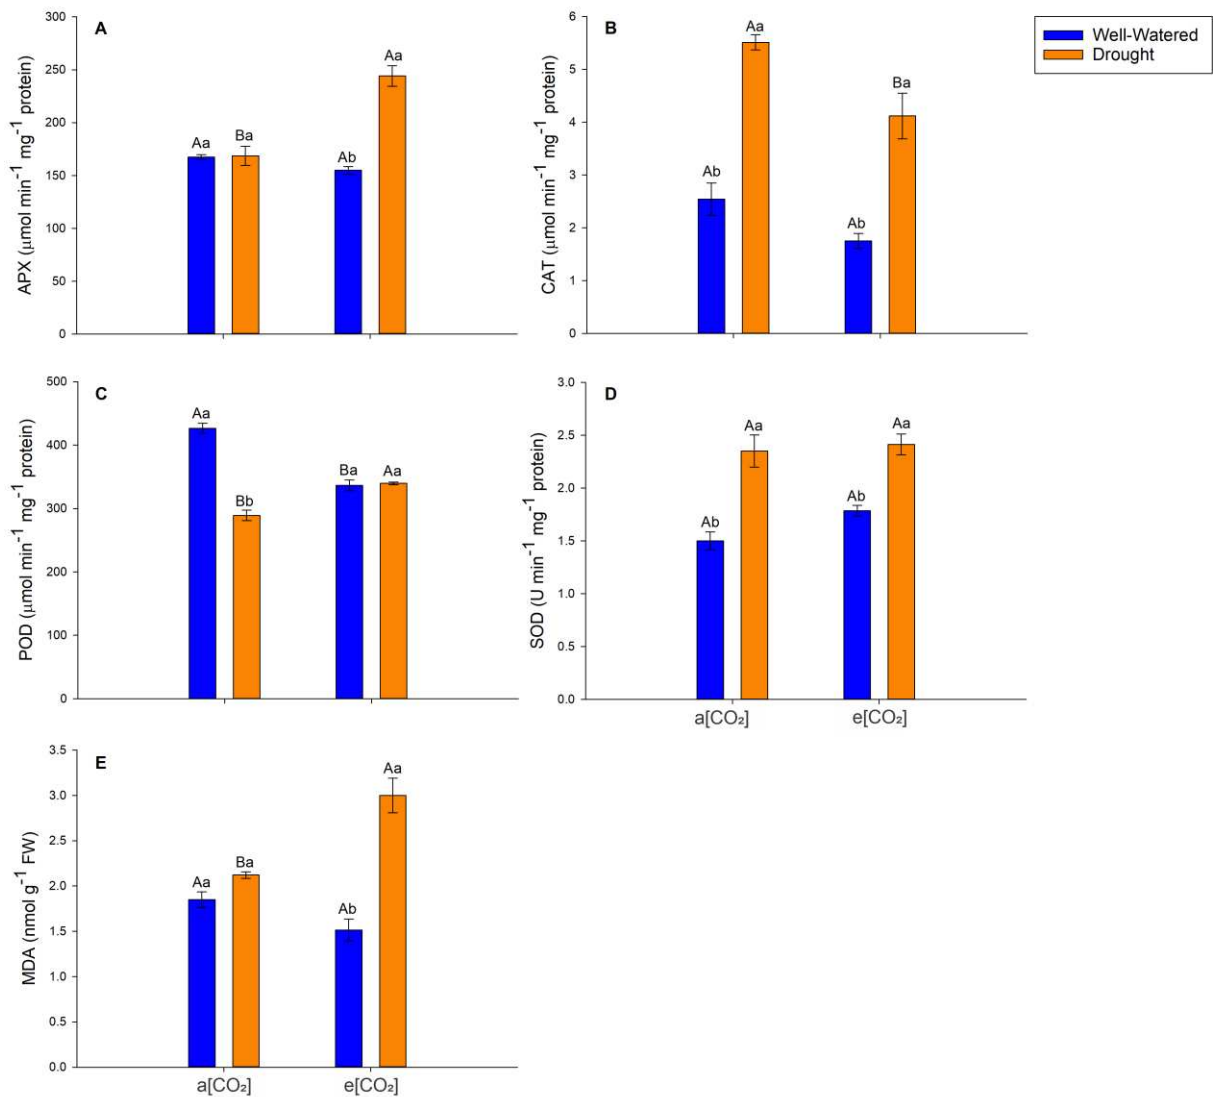 A
APX (μmol min⁻¹ mg⁻¹ protein)
300
250
200
150
100
50
0
Aa
Ba
Ab
Aa
B
CAT (μmol min⁻¹ mg⁻¹ protein)
6
5
4
3
2
1
0
Ab
Aa
Ab
Ba
Well-Watered
Drought
C
POD (μmol min⁻¹ mg⁻¹ protein)
500
400
300
200
100
0
Aa
Bb
Ba
Aa
D
SOD (U min⁻¹ mg⁻¹ protein)
3.0
2.5
2.0
1.5
1.0
0.5
0.0
Ab
Aa
Ab
Aa
a[CO₂]
e[CO₂]
E
MDA (nmol g⁻¹ FW)
3.5
3.0
2.5
2.0
1.5
1.0
0.5
0.0
Aa
Ba
Ab
Aa
a[CO₂]
e[CO₂]